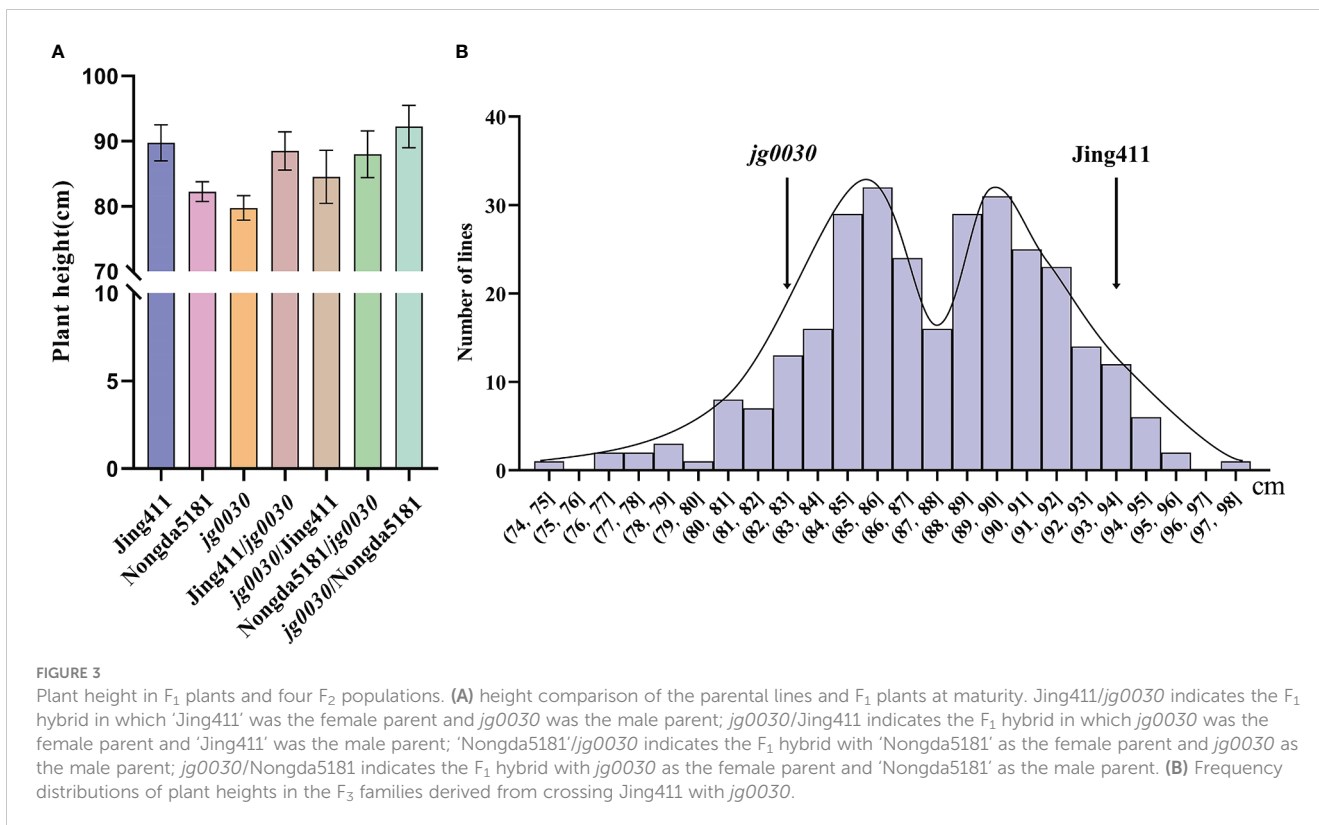 A
B
100
90
80
70
10
5
0
Plant height(cm)
Jing411
Nongda5181
jg0030
Jing411/jg0030
jg0030/Jing411
Nongda5181/jg0030
jg0030/Nongda5181
40
30
20
10
0
Number of lines
jg0030
Jing411
(74, 75]
(75, 76]
(76, 77]
(77, 78]
(78, 79]
(79, 80]
(80, 81]
(81, 82]
(82, 83]
(83, 84]
(84, 85]
(85, 86]
(86, 87]
(87, 88]
(88, 89]
(89, 90]
(90, 91]
(91, 92]
(92, 93]
(93, 94]
(94, 95]
(95, 96]
(96, 97]
(97, 98]
cm
FIGURE 3
Plant height in F1 plants and four F2 populations. (A) height comparison of the parental lines and F1 plants at maturity. Jing411/jg0030 indicates the F1
hybrid in which ‘Jing411’ was the female parent and jg0030 was the male parent; jg0030/Jing411 indicates the F1 hybrid in which jg0030 was the
female parent and ‘Jing411’ was the male parent; ‘Nongda5181‘/jg0030 indicates the F1 hybrid with ‘Nongda5181’ as the female parent and jg0030 as
the male parent; jg0030/Nongda5181 indicates the F1 hybrid with jg0030 as the female parent and ‘Nongda5181’ as the male parent. (B) Frequency
distributions of plant heights in the F3 families derived from crossing Jing411 with jg0030.